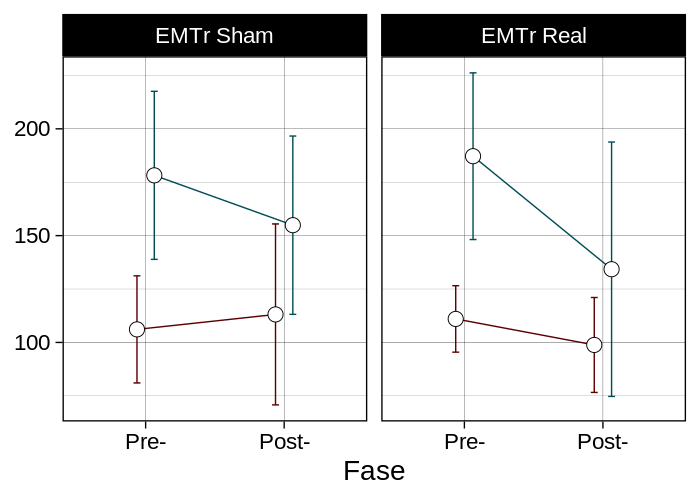 EMTr Sham
EMTr Real
200
150
100
Pre-
Post-
Pre-
Post-
Fase